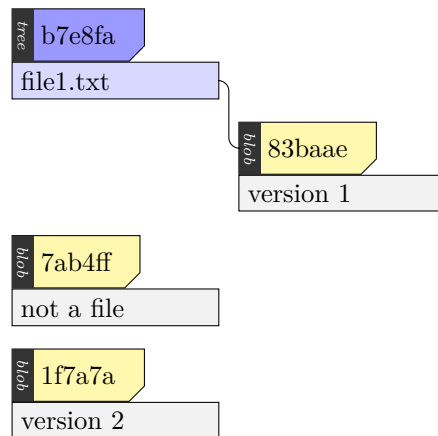 tree b7e8fa
file1.txt
blob 83baae
version 1
blob 7ab4ff
not a file
blob 1f7a7a
version 2